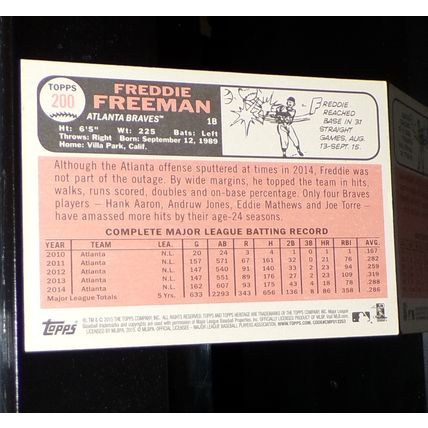 TOPPS
200
FREDDIE
FREEMAN
ATLANTA BRAVES™ 1B
Ht: 6'5" Wt: 225 Bats: Left
Throws: Right Born: September 12, 1989
Home: Villa Park, Calif.
FREDDIE
REACHED
BASE IN 31
STRAIGHT
GAMES, AUG.
13-SEPT. 15.
Although the Atlanta offense sputtered at times in 2014, Freddie was
not part of the outage. By wide margins, he topped the team in hits,
walks, runs scored, doubles and on-base percentage. Only four Braves
players – Hank Aaron, Andruw Jones, Eddie Mathews and Joe Torre –
have amassed more hits by their age-24 seasons.
COMPLETE MAJOR LEAGUE BATTING RECORD
YEAR TEAM LEA. G AB R H 2B 3B HR RBI AVG.
2010 Atlanta N.L. 20 24 3 4 1 0 1 1 .167
2011 Atlanta N.L. 157 571 67 161 32 0 21 76 .282
2012 Atlanta N.L. 147 540 91 140 33 2 23 94 .259
2013 Atlanta N.L. 147 551 89 176 27 2 23 109 .319
2014 Atlanta N.L. 162 607 93 175 43 4 18 78 .288
Major League Totals 5 Yrs. 633 2293 343 656 136 8 86 358 .286
Topps